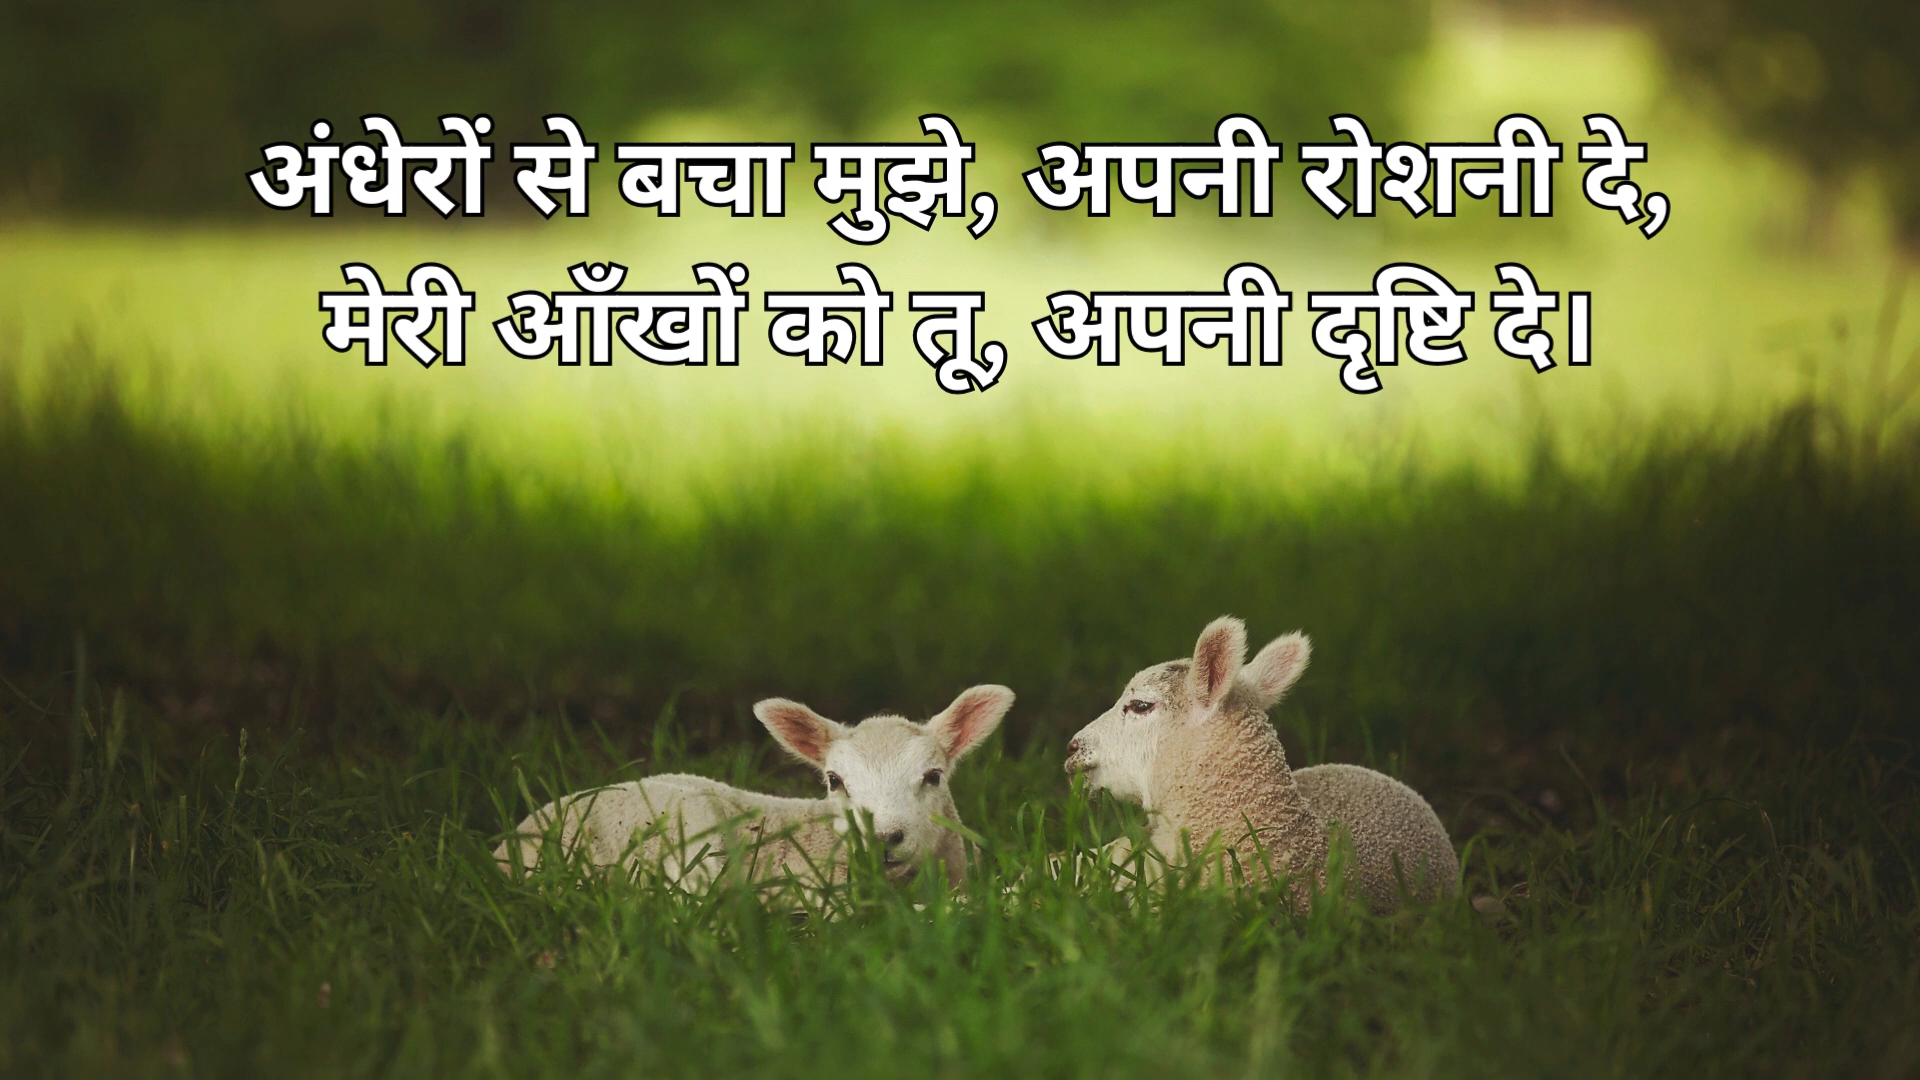 अंधेरों से बचा मुझे, अपनी रोशनी दे,
मेरी आँखों को तू, अपनी दृष्टि दे।